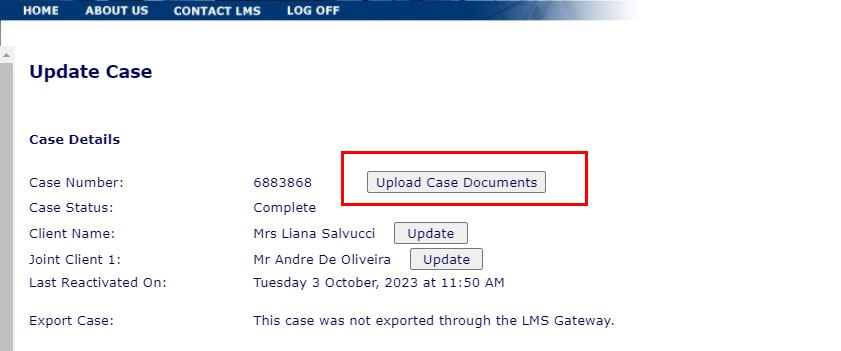 HOME ABOUT US CONTACT LMS LOG OFF
Update Case
Case Details
Case Number: 6883868 Upload Case Documents
Case Status: Complete
Client Name: Mrs Liana Salvucci Update
Joint Client 1: Mr Andre De Oliveira Update
Last Reactivated On: Tuesday 3 October, 2023 at 11:50 AM
Export Case: This case was not exported through the LMS Gateway.